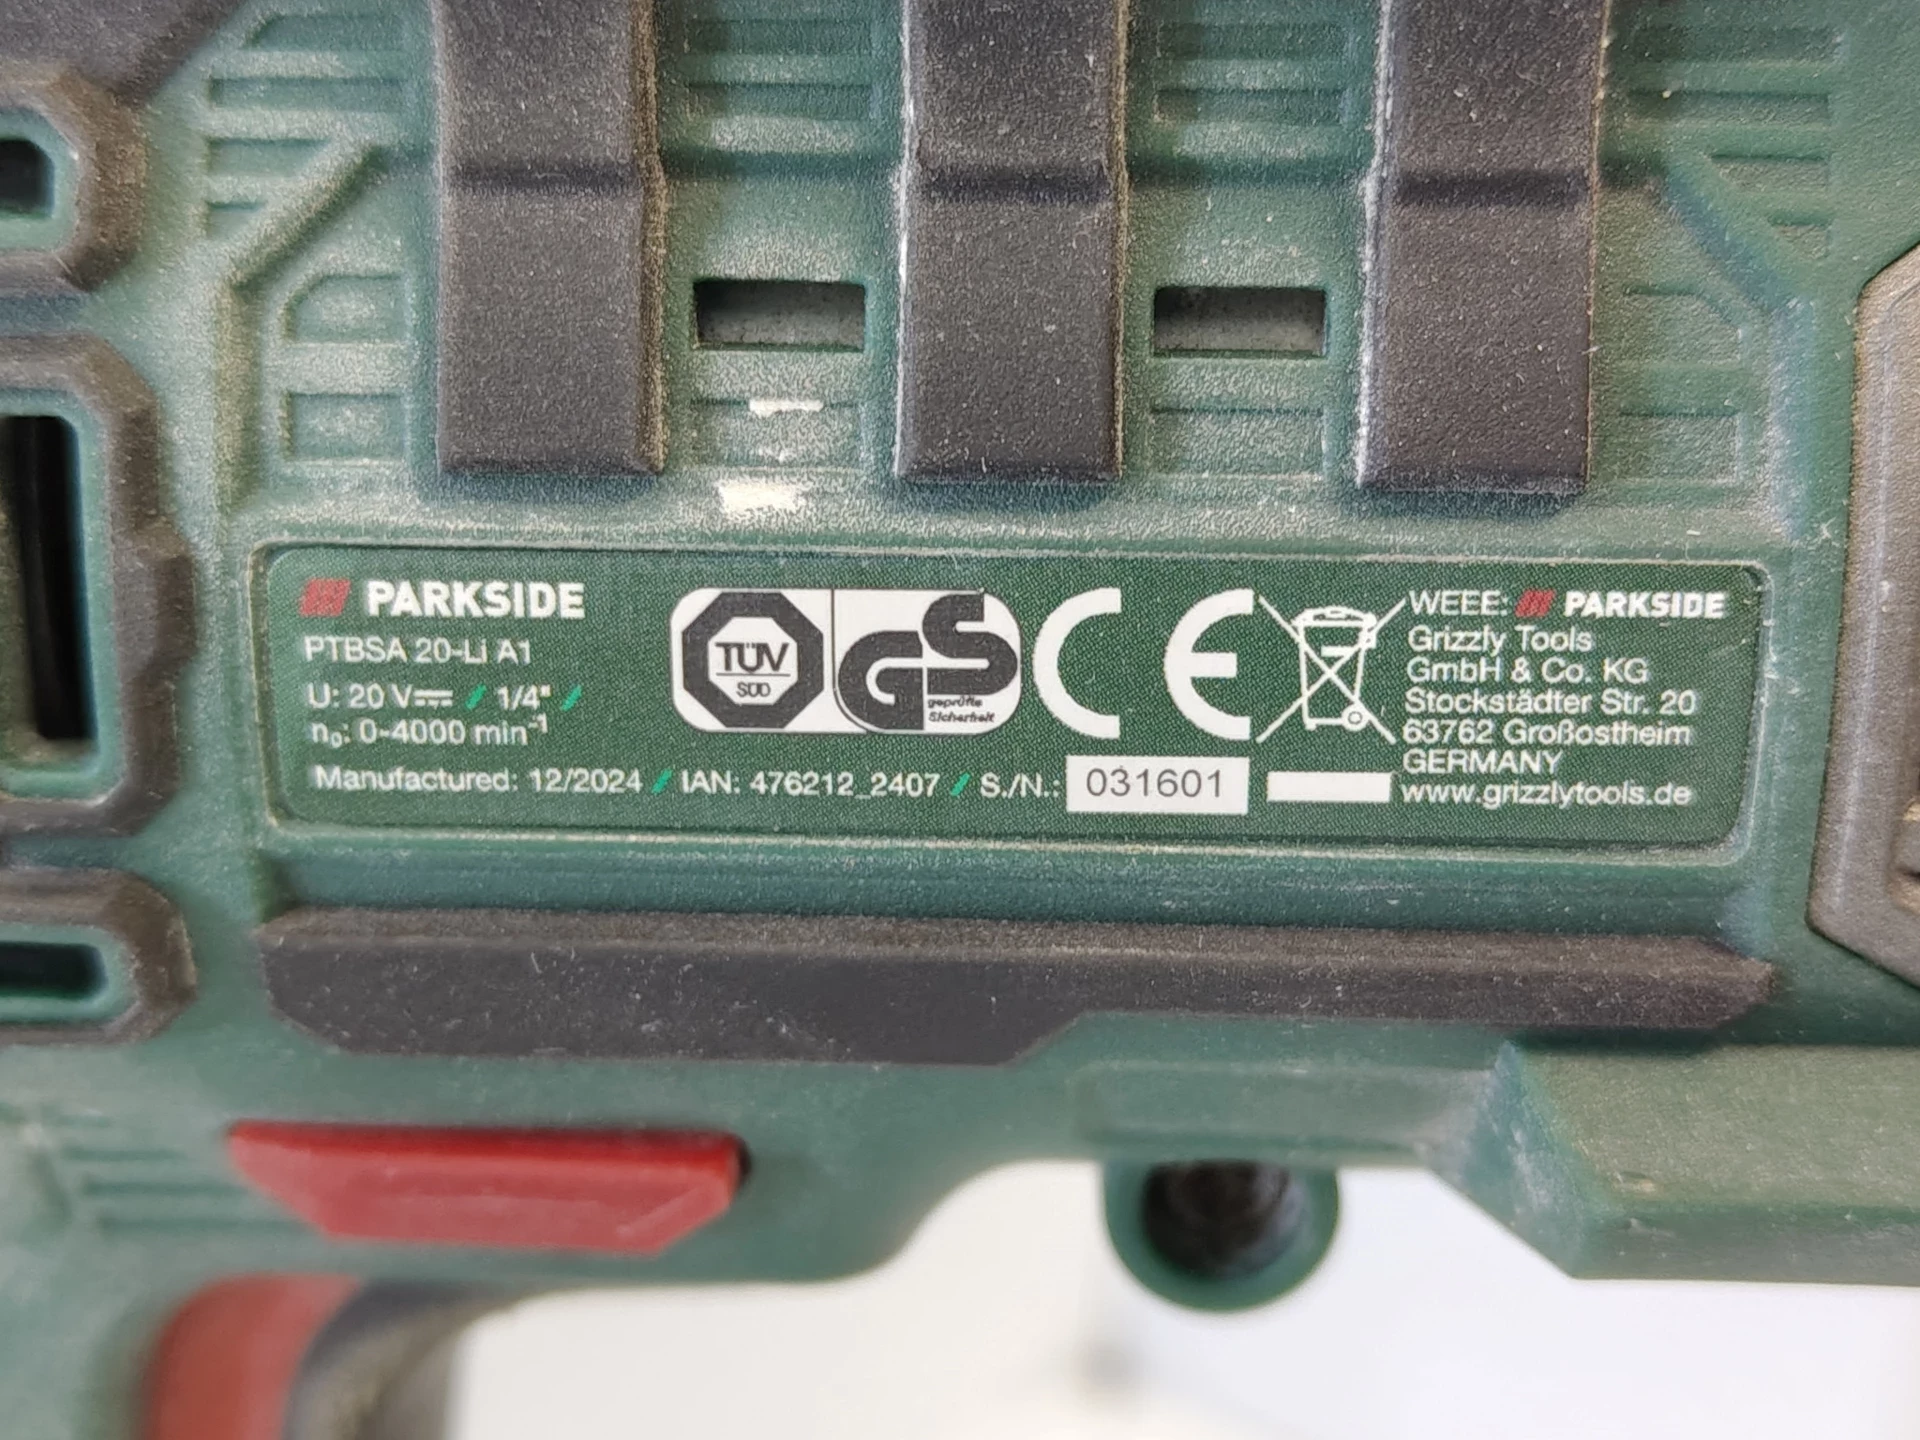 PARKSIDE
PTBSA 20-Li A1
U: 20 V⎓ / 1/4" /
n₀: 0-4000 min⁻¹
Manufactured: 12/2024 / IAN: 476212_2407 / S./N.: 031601
TÜV
SÜD
GS
geprüfte
Sicherheit
CE
WEEE: PARKSIDE
Grizzly Tools
GmbH & Co. KG
Stockstädter Str. 20
63762 Großostheim
GERMANY
www.grizzlytools.de